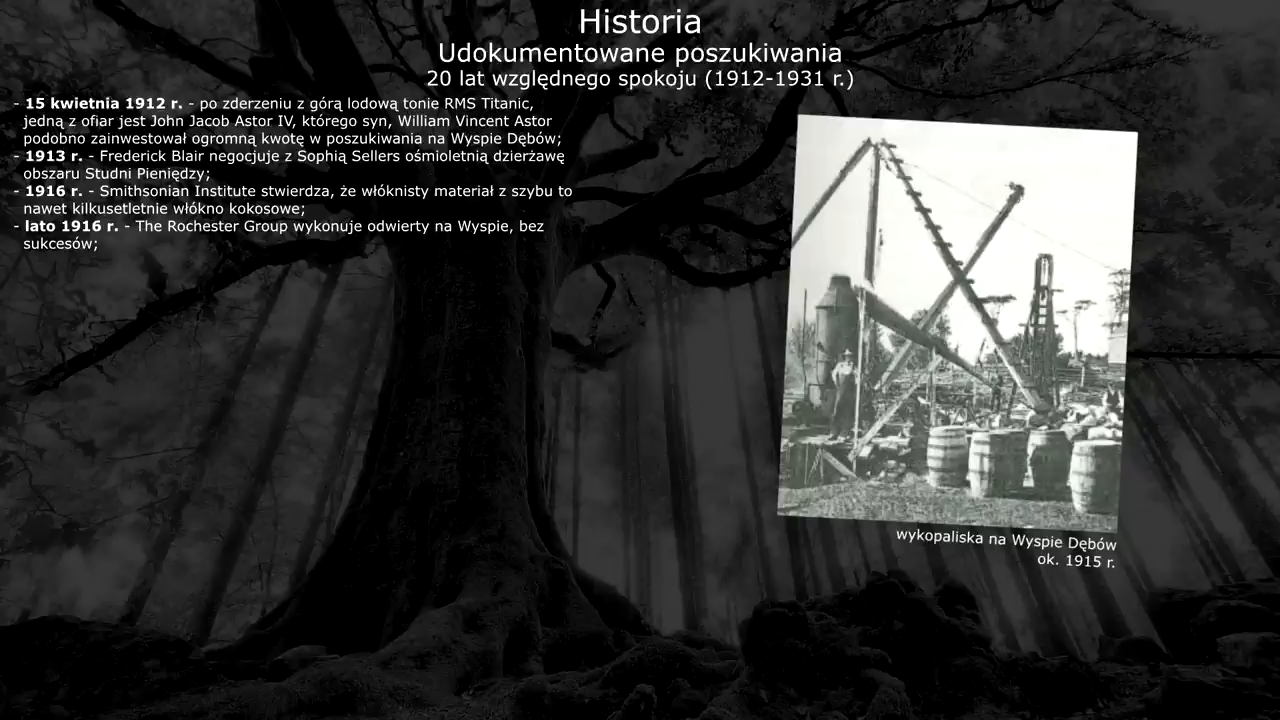 Historia
Udokumentowane poszukiwania
20 lat względnego spokoju (1912-1931 r.)
- 15 kwietnia 1912 r. - po zderzeniu z górą lodową tonie RMS Titanic,
jedną z ofiar jest John Jacob Astor IV, którego syn, William Vincent Astor
podobno zainwestował ogromną kwotę w poszukiwania na Wyspie Dębów;
- 1913 r. - Frederick Blair negocjuje z Sophią Sellers ośmioletnią dzierżawę
obszaru Studni Pieniędzy;
- 1916 r. - Smithsonian Institute stwierdza, że włóknisty materiał z szybu to
nawet kilkusetletnie włókno kokosowe;
- lato 1916 r. - The Rochester Group wykonuje odwierty na Wyspie, bez
sukcesów;
wykopaliska na Wyspie Dębów
ok. 1915 r.